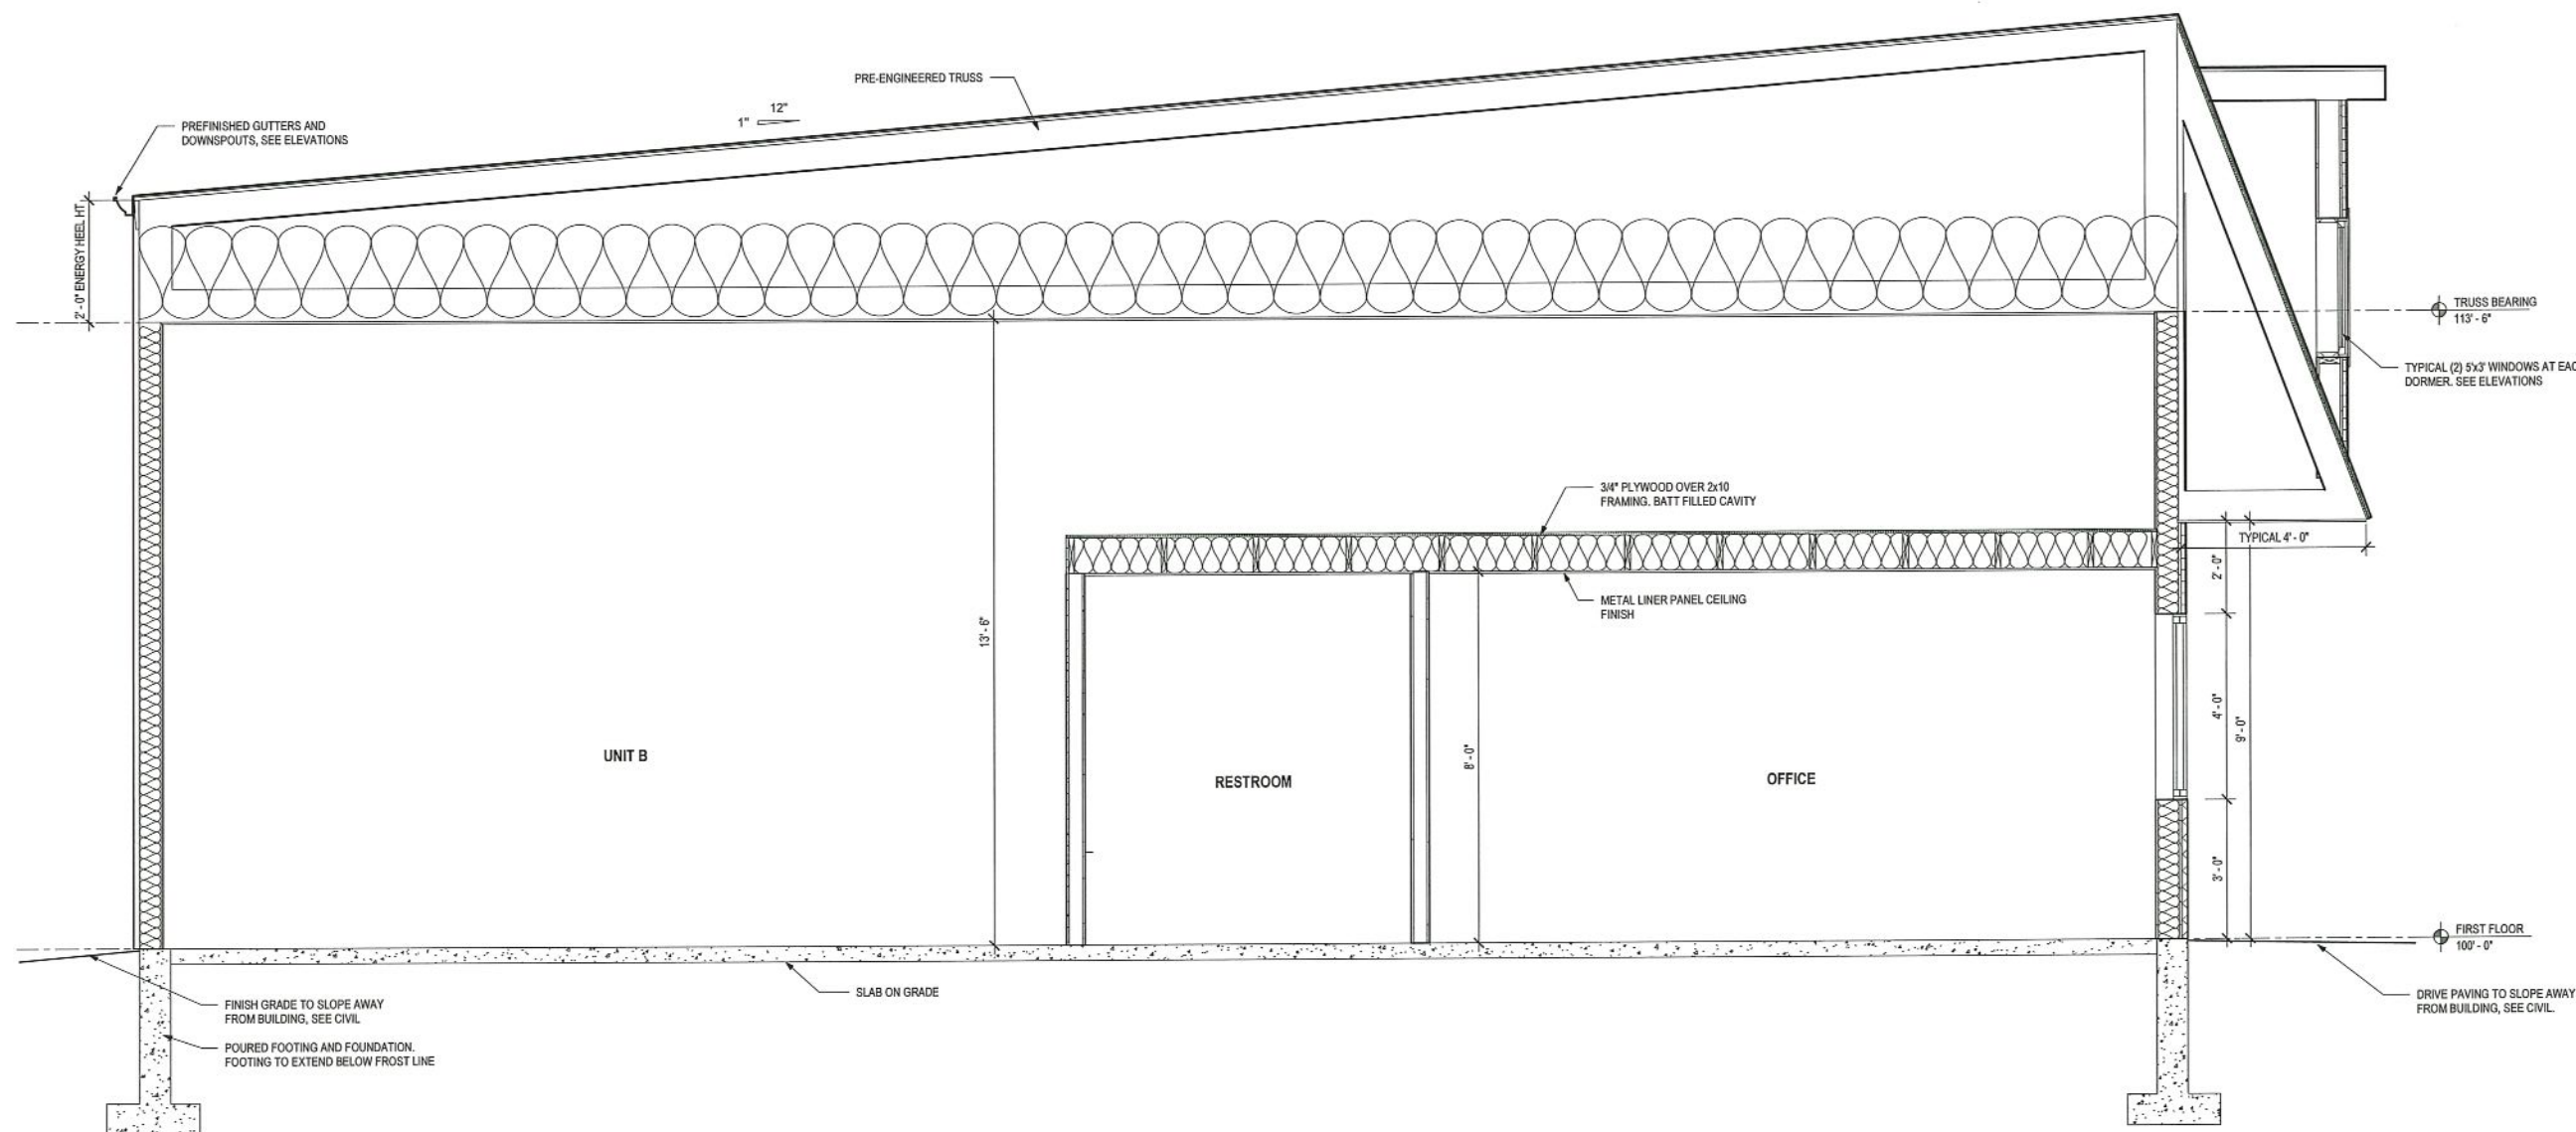 PRE-ENGINEERED TRUSS
12"
1"
PREFINISHED GUTTERS AND
DOWNSPOUTS, SEE ELEVATIONS
2' - 0" ENERGY HEEL HT.
TRUSS BEARING
113' - 6"
TYPICAL (2) 5'x3' WINDOWS AT EAC
DORMER. SEE ELEVATIONS
3/4" PLYWOOD OVER 2x10
FRAMING. BATT FILLED CAVITY
TYPICAL 4' - 0"
2' - 0"
METAL LINER PANEL CEILING
FINISH
13' - 6"
4' - 0"
9' - 0"
8' - 0"
UNIT B
RESTROOM
OFFICE
3' - 0"
FIRST FLOOR
100' - 0"
SLAB ON GRADE
FINISH GRADE TO SLOPE AWAY
FROM BUILDING, SEE CIVIL
DRIVE PAVING TO SLOPE AWAY
FROM BUILDING, SEE CIVIL.
POURED FOOTING AND FOUNDATION.
FOOTING TO EXTEND BELOW FROST LINE